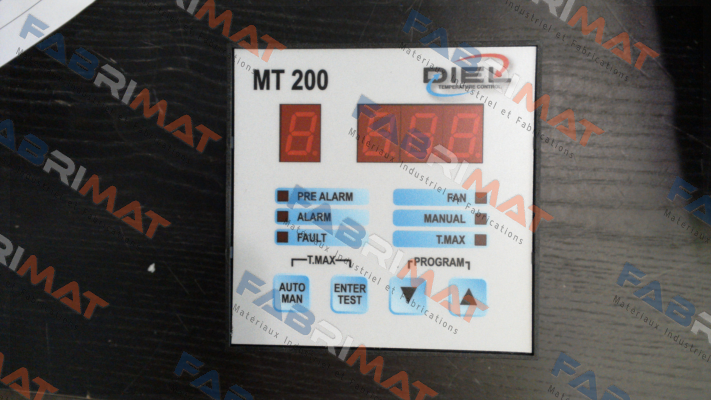 MT 200
DIEL
TEMPERATURE CONTROL
PRE ALARM
ALARM
FAULT
FAN
MANUAL
T.MAX
T.MAX
PROGRAM
AUTO
MAN
ENTER
TEST
FABRIMAT
Matériaux Industriel et Fabrications